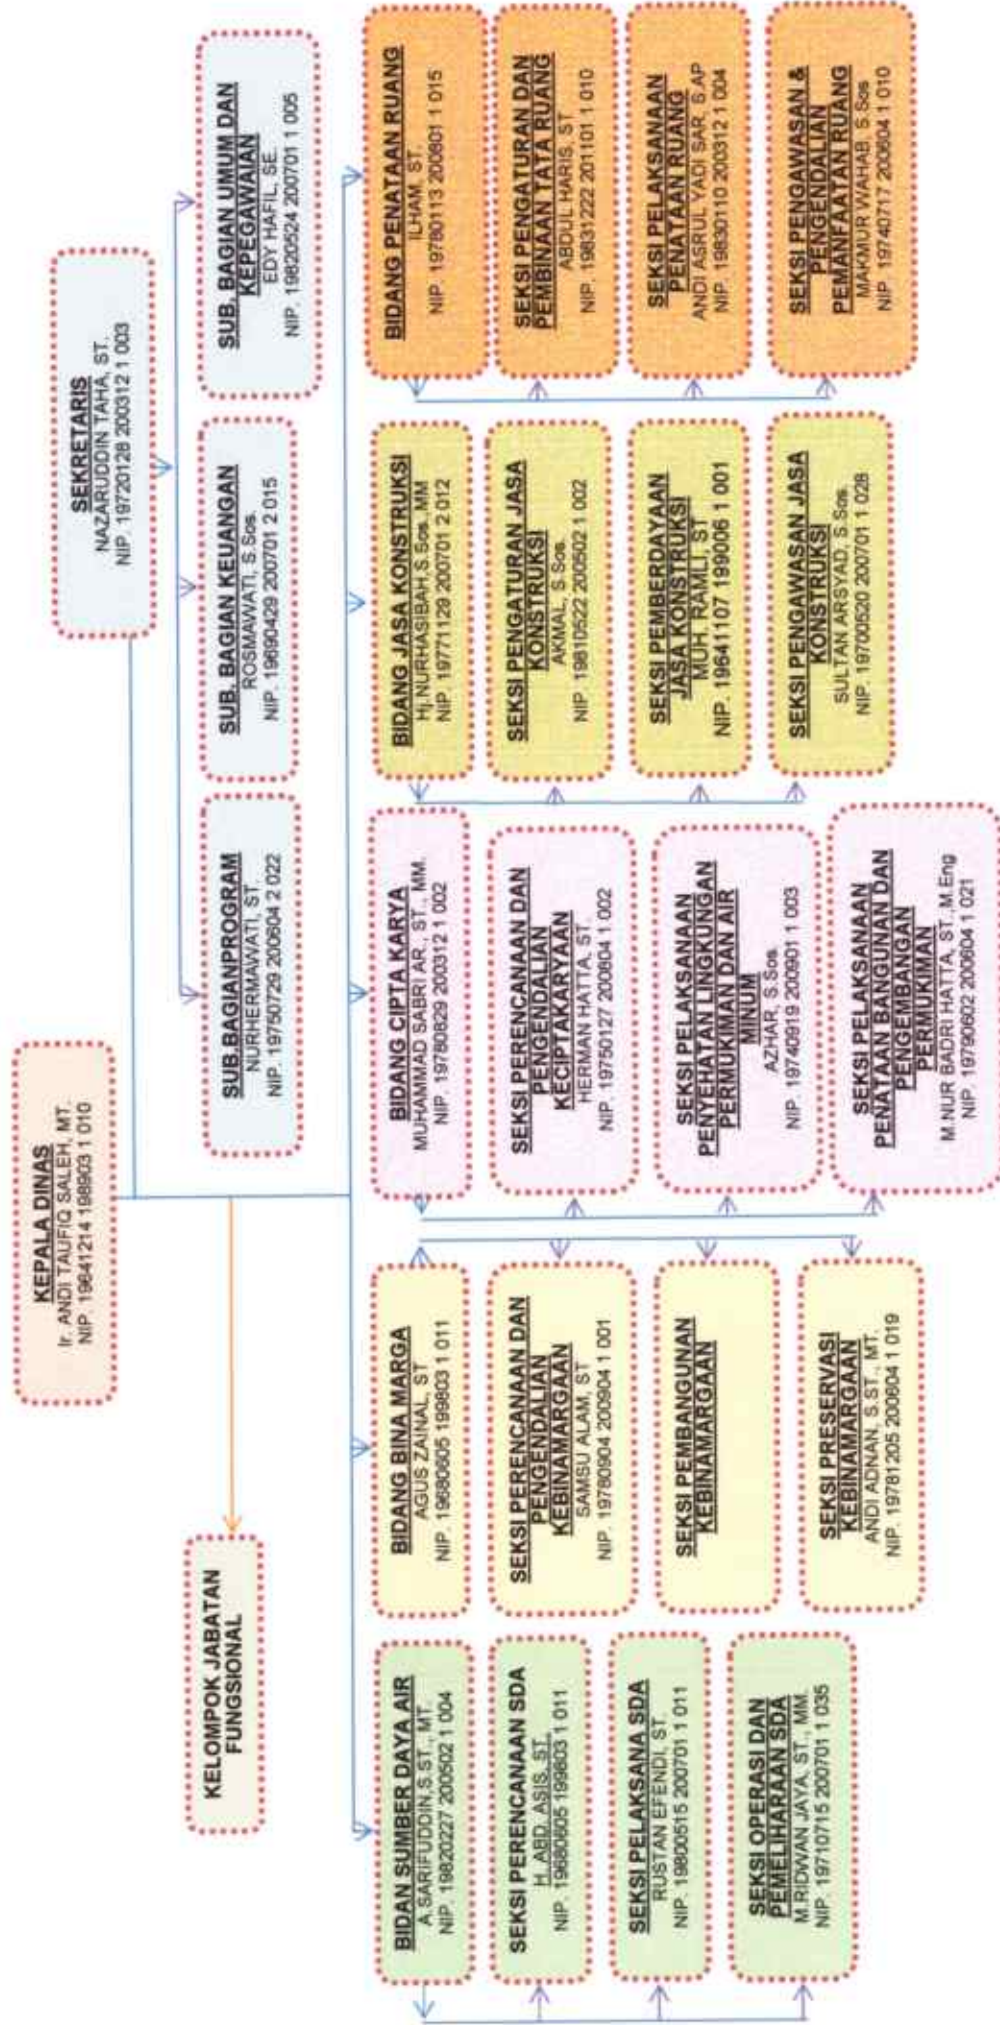 KEPALA DINAS
Ir. ANDI TAUFIQ SALEH, MT.
NIP. 19641214 198903 1 010
SEKRETARIS
NAZARUDDIN TAHA, ST.
NIP. 19720128 200312 1 003
KELOMPOK JABATAN
FUNGSIONAL
SUB.BAGIANPROGRAM
NURHERMAWATI, ST
NIP. 19750729 200604 2 022
SUB. BAGIAN KEUANGAN
ROSMAWATI, S.Sos.
NIP. 19690429 200701 2 015
SUB. BAGIAN UMUM DAN
KEPEGAWAIAN
EDY HAFIL, SE.
NIP. 19820524 200701 1 005
BIDAN SUMBER DAYA AIR
A.SARIFUDDIN,S.ST., MT.
NIP. 19820227 200502 1 004
SEKSI PERENCANAAN SDA
H. ABD. ASIS, ST.
NIP. 19680605 199803 1 011
SEKSI PELAKSANA SDA
RUSTAN EFENDI, ST
NIP. 19800515 200701 1 011
SEKSI OPERASI DAN
PEMELIHARAAN SDA
M.RIDWAN JAYA, ST., MM.
NIP. 19710715 200701 1 035
BIDANG BINA MARGA
AGUS ZAINAL, ST
NIP. 19680605 199803 1 011
SEKSI PERENCANAAN DAN
PENGENDALIAN
KEBINAMARGAAN
SAMSU ALAM, ST
NIP. 19780904 200904 1 001
SEKSI PEMBANGUNAN
KEBINAMARGAAN
SEKSI PRESERVASI
KEBINAMARGAAN
ANDI ADNAN, S.ST., MT.
NIP. 19781205 200604 1 019
BIDANG CIPTA KARYA
MUHAMMAD SABRI AR., ST., MM.
NIP. 19780829 200312 1 002
SEKSI PERENCANAAN DAN
PENGENDALIAN
KECIPTAKARYAAN
HERMAN HATTA, ST.
NIP. 19750127 200804 1 002
SEKSI PELAKSANAAN
PENYEHATAN LINGKUNGAN
PERMUKIMAN DAN AIR
MINUM
AZHAR, S.Sos.
NIP. 19740919 200901 1 003
SEKSI PELAKSANAAN
PENATAAN BANGUNAN DAN
PENGEMBANGAN
PERMUKIMAN
M.NUR BADRI HATTA, ST.,M.Eng
NIP. 19790602 200604 1 021
BIDANG JASA KONSTRUKSI
Hj.NURHASIBAH,S.Sos. MM
NIP 19771129 200701 2 012
SEKSI PENGATURAN JASA
KONSTRUKSI
AKMAL, S.Sos.
NIP 19810522 200502 1 002
SEKSI PEMBERDAYAAN
JASA KONSTRUKSI
MUH. RAMLI, ST
NIP. 19641107 199006 1 001
SEKSI PENGAWASAN JASA
KONSTRUKSI
SULTAN ARSYAD, S.Sos.
NIP. 19700520 200701 1 028
BIDANG PENATAAN RUANG
ILHAM, ST.
NIP. 19780113 200801 1 015
SEKSI PENGATURAN DAN
PEMBINAAN TATA RUANG
ABDUL HARIS, ST
NIP. 19831222 201101 1 010
SEKSI PELAKSANAAN
PENATAAN RUANG
ANDI ASRUL YADI SAR, S.AP
NIP. 19830110 200312 1 004
SEKSI PENGAWASAN &
PENGENDALIAN
PEMANFAATAN RUANG
MAKMUR WAHAB, S.Sos
NIP 19740717 200604 1 010